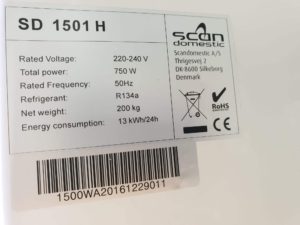 SD 1501 H
scan
domestic
Scandomestic A/S
Thrigesvej 2
DK-8600 Silkeborg
Denmark
Rated Voltage: 220-240 V
Total power: 750 W
Rated Frequency: 50Hz
Refrigerant: R134a
Net weight: 200 kg
Energy consumption: 13 kWh/24h
CE
RoHS
1500WA20161229011